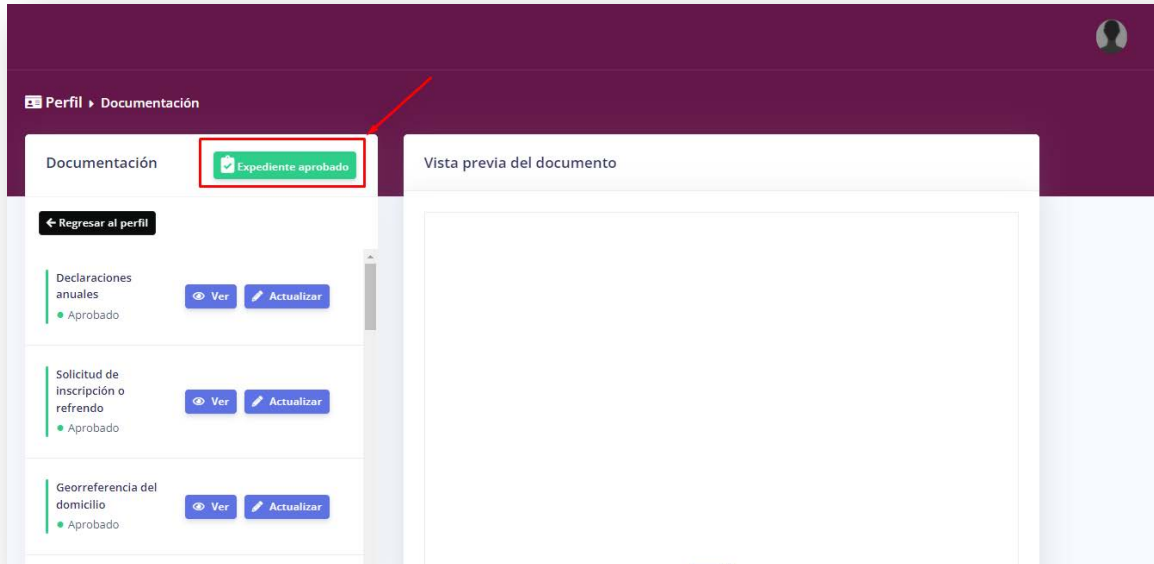 Perfil ▸ Documentación
Documentación
Expediente aprobado
Vista previa del documento
Regresar al perfil
Declaraciones
anuales
Aprobado
Ver
Actualizar
Solicitud de
inscripción o
refrendo
Aprobado
Ver
Actualizar
Georreferencia del
domicilio
Aprobado
Ver
Actualizar